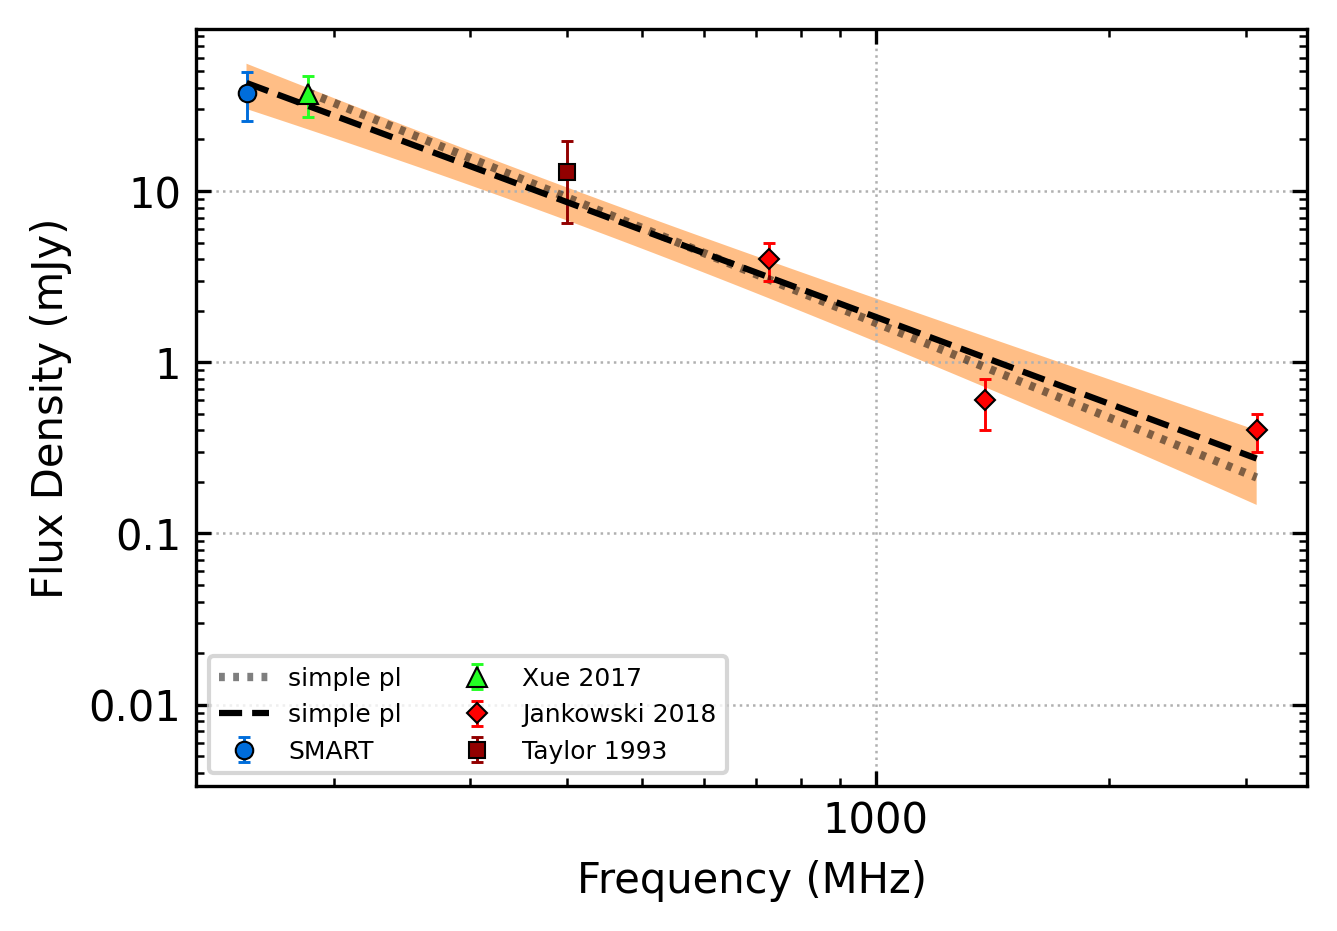 Flux Density (mJy)
10
1
0.1
0.01
simple pl
simple pl
SMART
Xue 2017
Jankowski 2018
Taylor 1993
1000
Frequency (MHz)